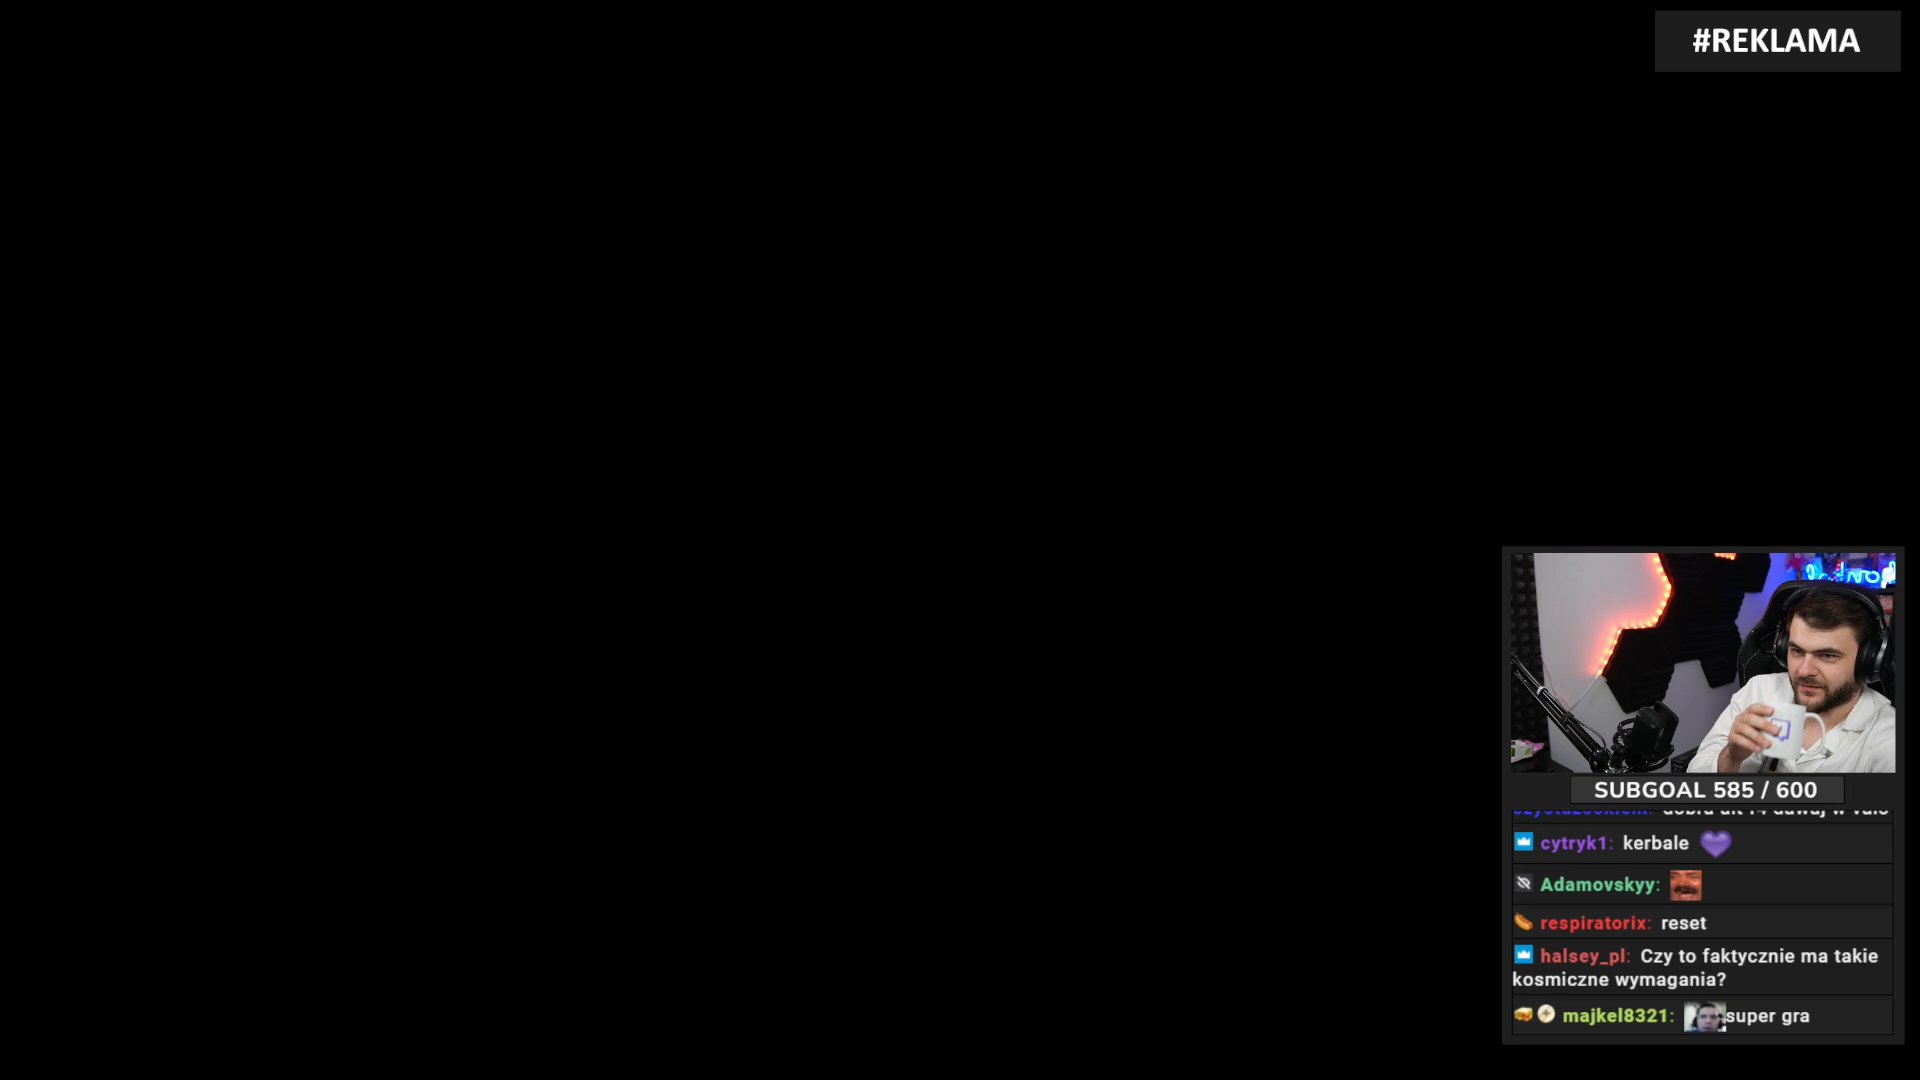 #REKLAMA
SUBGOAL 585 / 600
cytryk1: kerbale
Adamovskyy:
respiratorix: reset
halsey_pl: Czy to faktycznie ma takie
kosmiczne wymagania?
majkel8321: super gra